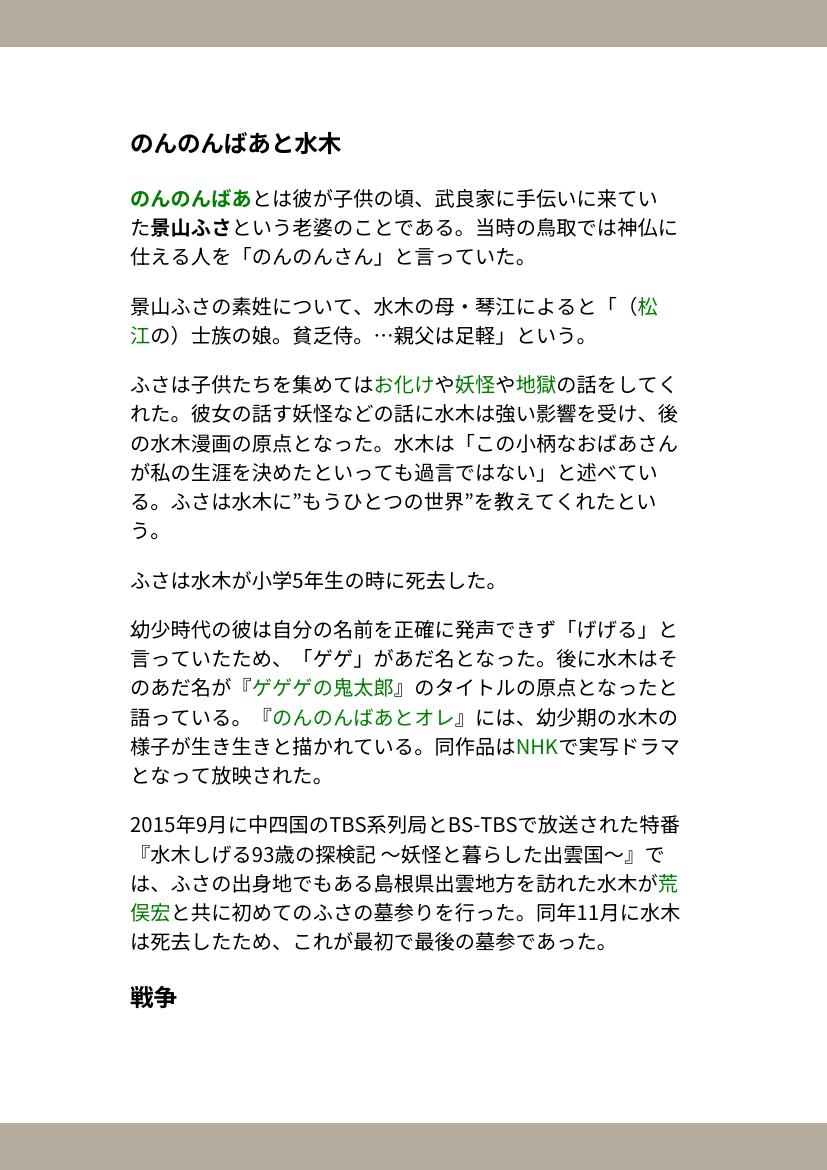 のんのんばあと水木
のんのんばあとは彼が子供の頃、武良家に手伝いに来てい
た景山ふさという老婆のことである。当時の鳥取では神仏に
仕える人を「のんのんさん」と言っていた。
景山ふさの素姓について、水木の母・琴江によると「（松
江の）士族の娘。貧乏侍。…親父は足軽」という。
ふさは子供たちを集めてはお化けや妖怪や地獄の話をしてく
れた。彼女の話す妖怪などの話に水木は強い影響を受け、後
の水木漫画の原点となった。水木は「この小柄なおばあさん
が私の生涯を決めたといっても過言ではない」と述べてい
る。ふさは水木に”もうひとつの世界”を教えてくれたとい
う。
ふさは水木が小学5年生の時に死去した。
幼少時代の彼は自分の名前を正確に発声できず「げげる」と
言っていたため、「ゲゲ」があだ名となった。後に水木はそ
のあだ名が『ゲゲゲの鬼太郎』のタイトルの原点となったと
語っている。『のんのんばあとオレ』には、幼少期の水木の
様子が生き生きと描かれている。同作品はNHKで実写ドラマ
となって放映された。
2015年9月に中四国のTBS系列局とBS-TBSで放送された特番
『水木しげる93歳の探検記 〜妖怪と暮らした出雲国〜』で
は、ふさの出身地でもある島根県出雲地方を訪れた水木が荒
俣宏と共に初めてのふさの墓参りを行った。同年11月に水木
は死去したため、これが最初で最後の墓参であった。
戦争